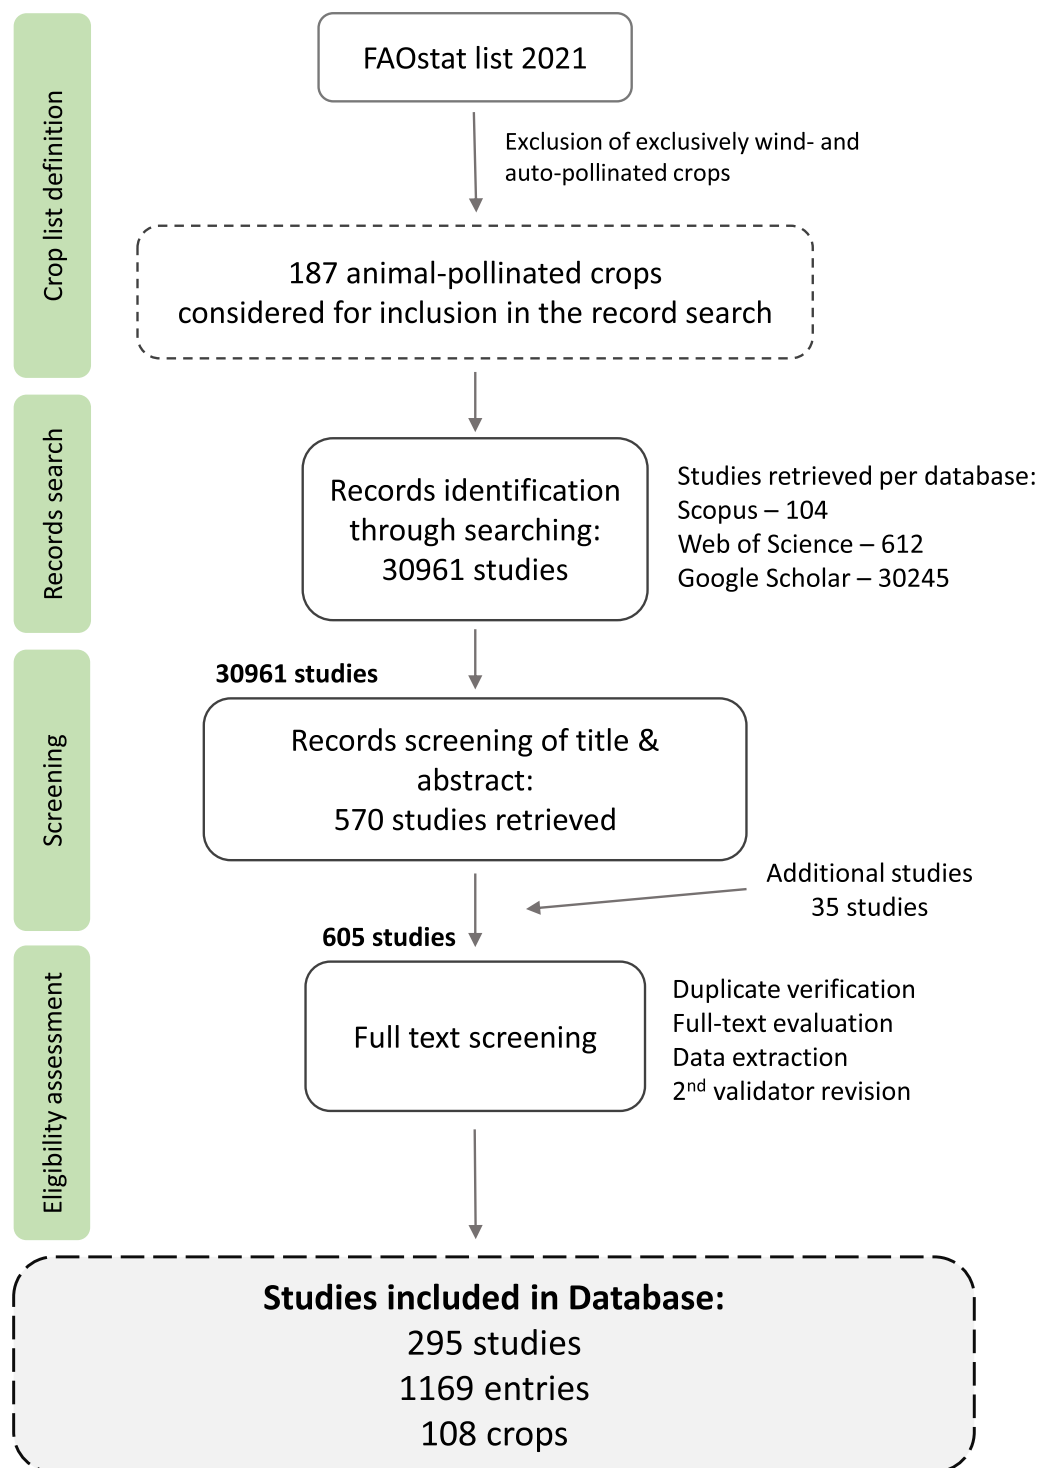 Crop list definition
FAOstat list 2021
Exclusion of exclusively wind- and
auto-pollinated crops
187 animal-pollinated crops
considered for inclusion in the record search
Records search
Records identification
through searching:
30961 studies
Studies retrieved per database:
Scopus – 104
Web of Science – 612
Google Scholar – 30245
Screening
30961 studies
Records screening of title &
abstract:
570 studies retrieved
Additional studies
35 studies
605 studies
Eligibility assessment
Full text screening
Duplicate verification
Full-text evaluation
Data extraction
2nd validator revision
Studies included in Database:
295 studies
1169 entries
108 crops